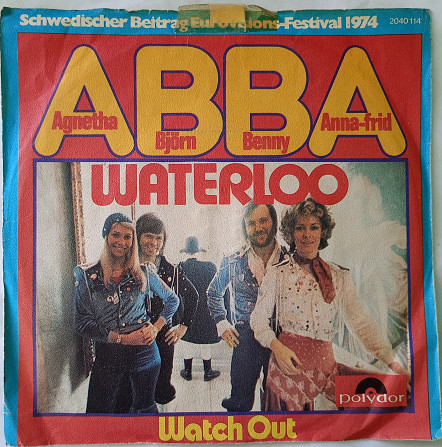 Schwedischer Beitrag Eurovisions-Festival 1974 2040 114
ABBA
Agnetha Björn Benny Anna-frid
WATERLOO
polydor
Watch Out